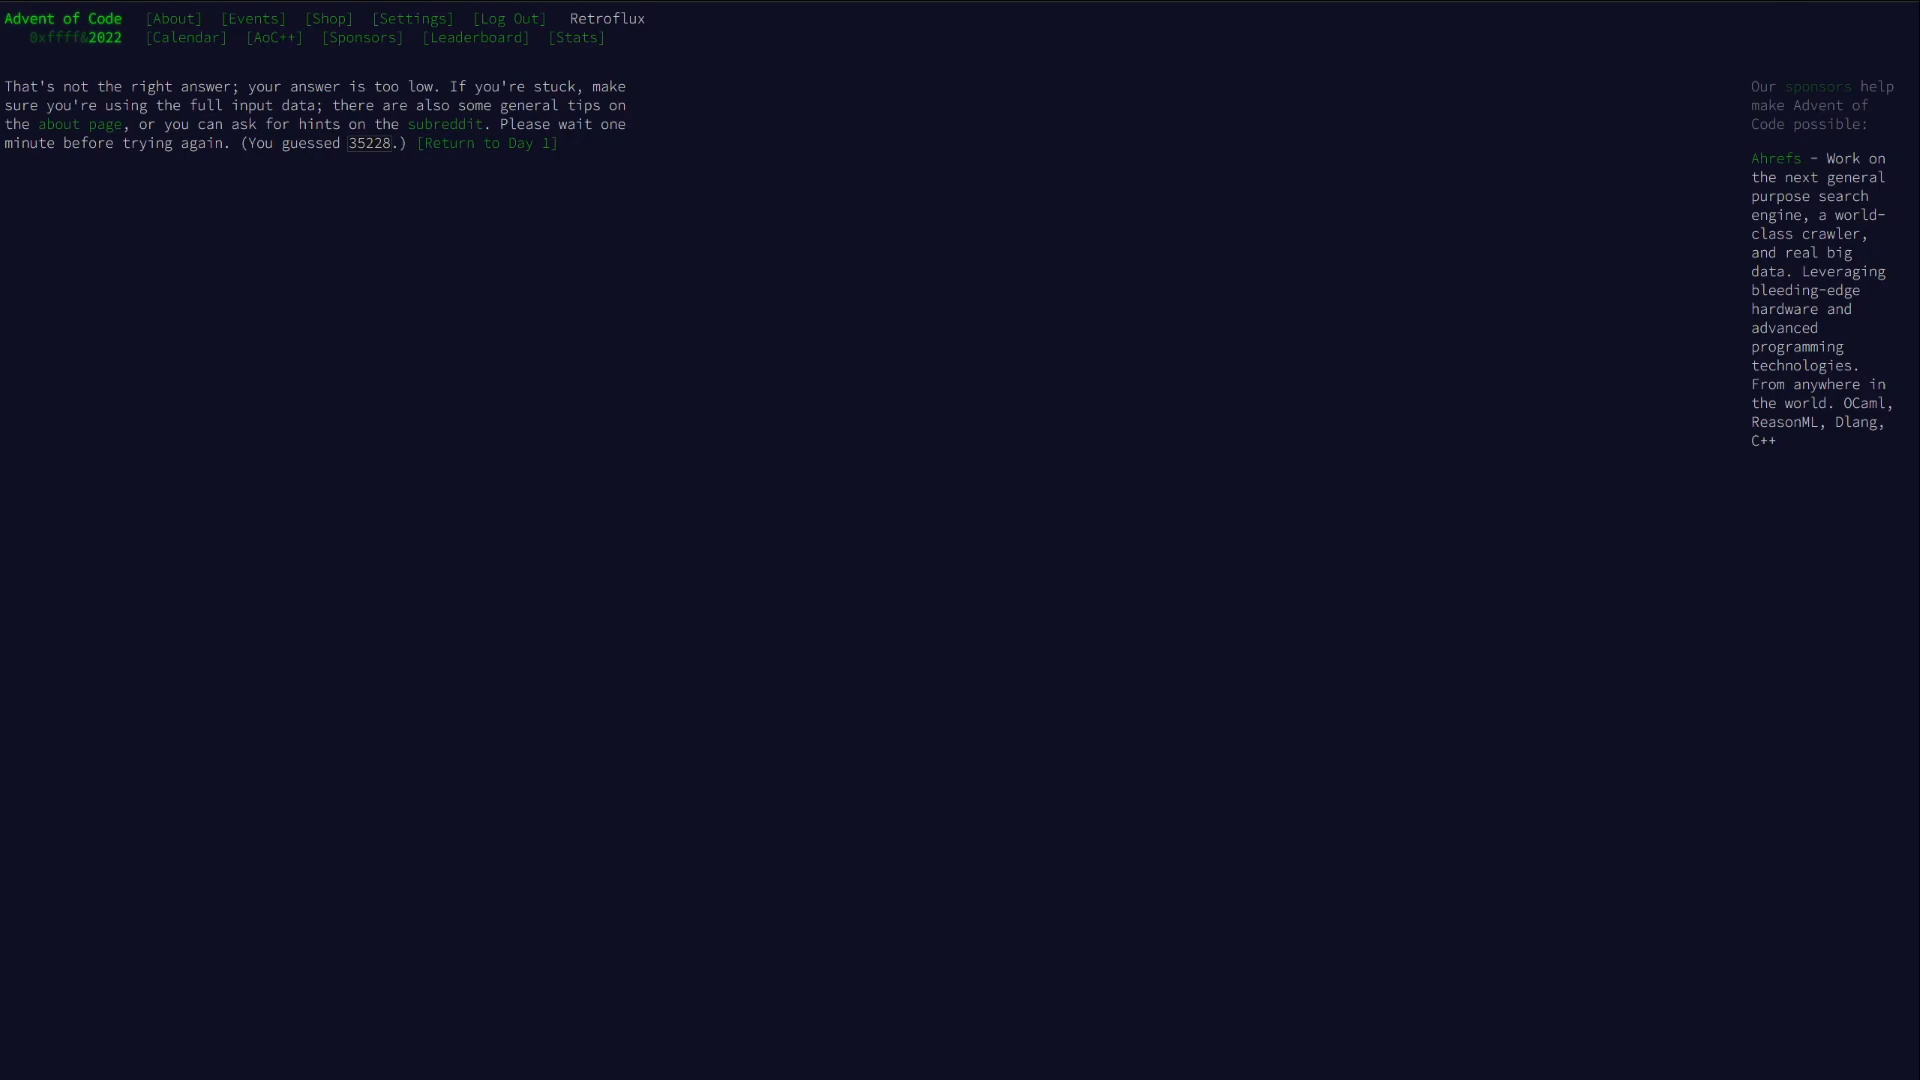 Advent of Code [About] [Events] [Shop] [Settings] [Log Out] Retroflux
0xffff&2022 [Calendar] [AoC++] [Sponsors] [Leaderboard] [Stats]
That's not the right answer; your answer is too low. If you're stuck, make
sure you're using the full input data; there are also some general tips on
the about page, or you can ask for hints on the subreddit. Please wait one
minute before trying again. (You guessed 35228.) [Return to Day 1]
Our sponsors help
make Advent of
Code possible:
Ahrefs - Work on
the next general
purpose search
engine, a world-
class crawler,
and real big
data. Leveraging
bleeding-edge
hardware and
advanced
programming
technologies.
From anywhere in
the world. OCaml,
ReasonML, Dlang,
C++